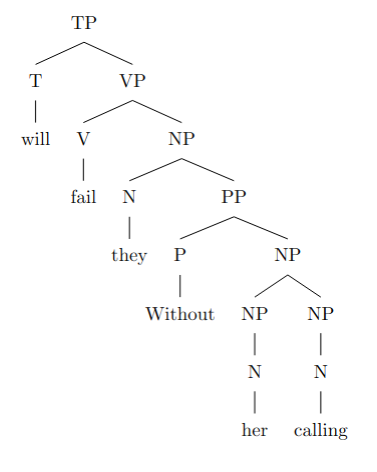 TP
T VP
will V NP
fail N PP
they P NP
Without NP NP
N N
her calling